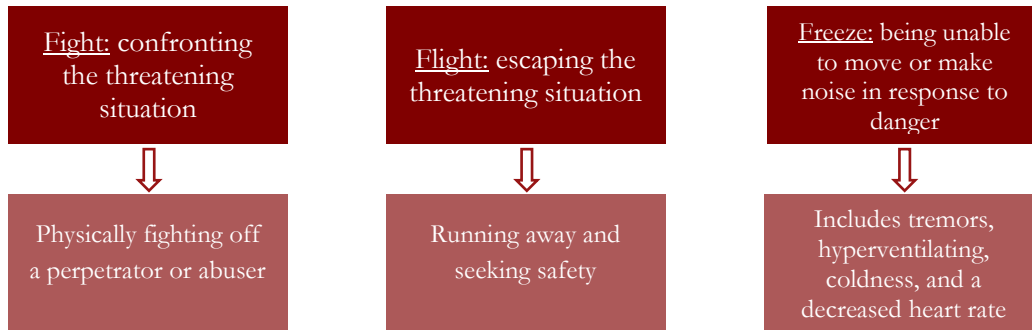 Fight: confronting
the threatening
situation
Flight: escaping the
threatening situation
Freeze: being unable
to move or make
noise in response to
danger
Physically fighting off
a perpetrator or abuser
Running away and
seeking safety
Includes tremors,
hyperventilating,
coldness, and a
decreased heart rate